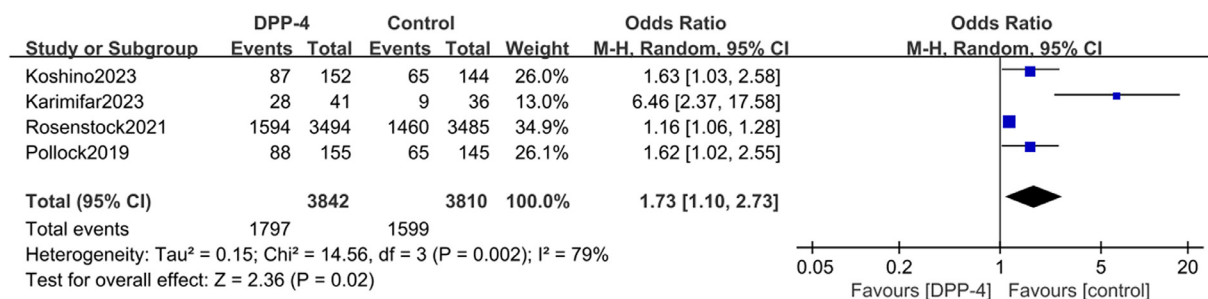 DPP-4 Control Odds Ratio Odds Ratio
Study or Subgroup Events Total Events Total Weight M-H, Random, 95% CI M-H, Random, 95% CI
Koshino2023 87 152 65 144 26.0% 1.63 [1.03, 2.58]
Karimifar2023 28 41 9 36 13.0% 6.46 [2.37, 17.58]
Rosenstock2021 1594 3494 1460 3485 34.9% 1.16 [1.06, 1.28]
Pollock2019 88 155 65 145 26.1% 1.62 [1.02, 2.55]
Total (95% CI) 3842 3810 100.0% 1.73 [1.10, 2.73]
Total events 1797 1599
Heterogeneity: Tau² = 0.15; Chi² = 14.56, df = 3 (P = 0.002); I² = 79%
Test for overall effect: Z = 2.36 (P = 0.02)
0.05 0.2 1 5 20
Favours [DPP-4] Favours [control]